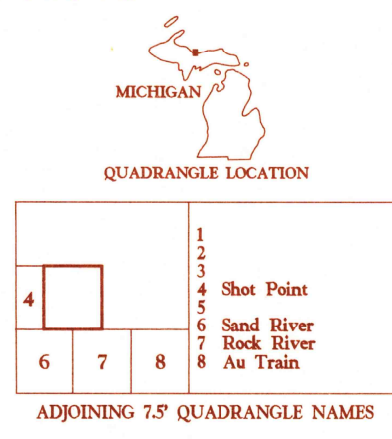 MICHIGAN
QUADRANGLE LOCATION
1
2
3
4 4 Shot Point
5
6 Sand River
7 Rock River
6 7 8 8 Au Train
ADJOINING 7.5' QUADRANGLE NAMES